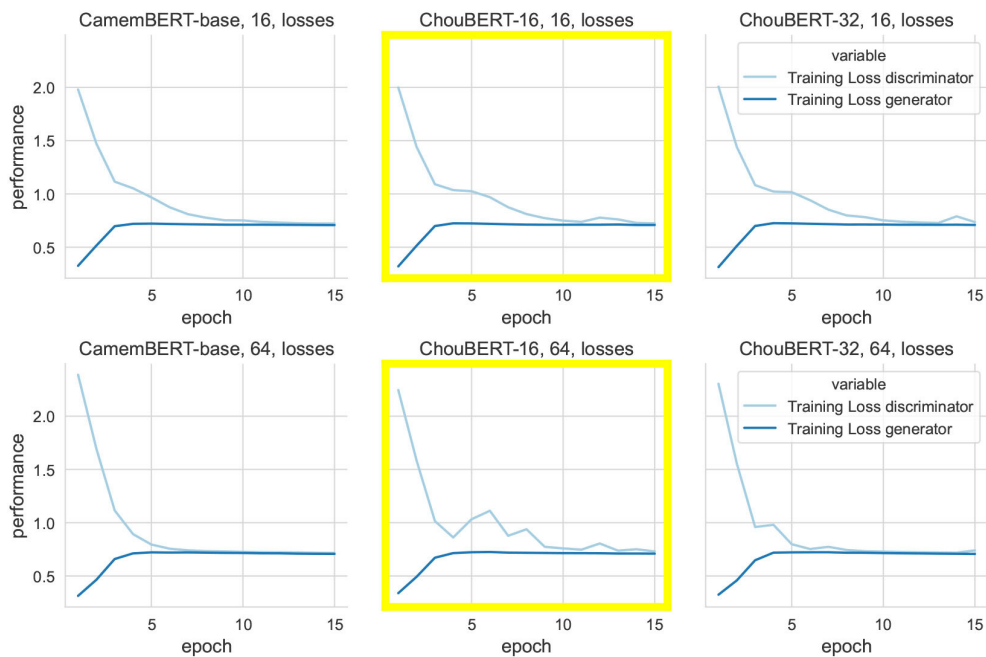 CamemBERT-base, 16, losses
ChouBERT-16, 16, losses
ChouBERT-32, 16, losses
variable
Training Loss discriminator
Training Loss generator
performance
2.0
1.5
1.0
0.5
5
10
15
5
10
15
5
10
15
epoch
epoch
epoch
CamemBERT-base, 64, losses
ChouBERT-16, 64, losses
ChouBERT-32, 64, losses
variable
Training Loss discriminator
Training Loss generator
performance
2.0
1.5
1.0
0.5
5
10
15
5
10
15
5
10
15
epoch
epoch
epoch